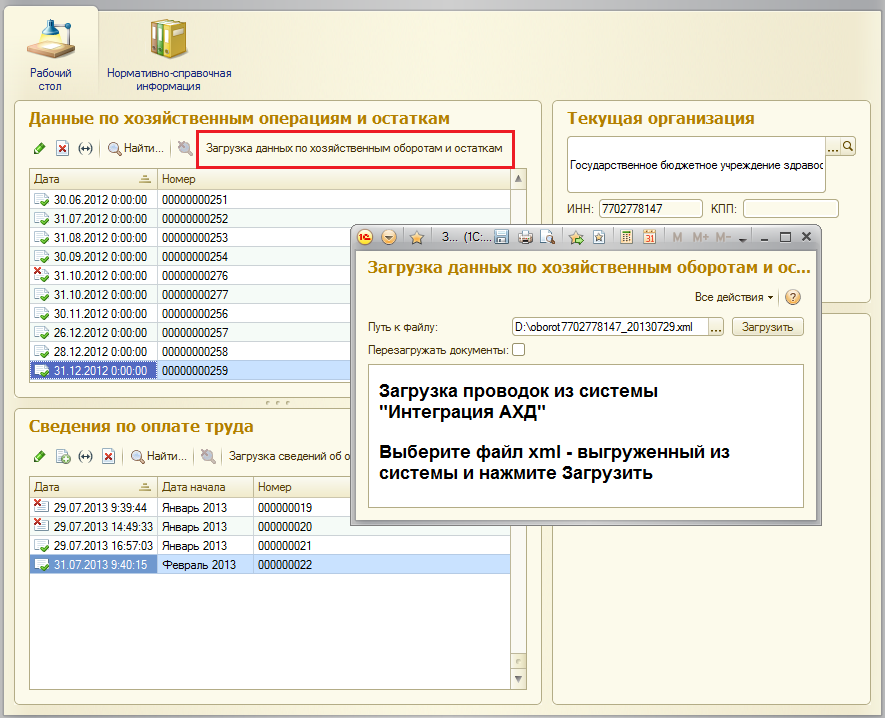 Рабочий
стол
Нормативно-справочная
информация
Данные по хозяйственным операциям и остаткам
Найти...
Загрузка данных по хозяйственным оборотам и остаткам
Дата Номер
30.06.2012 0:00:00 00000000251
31.07.2012 0:00:00 00000000252
31.08.2012 0:00:00 00000000253
30.09.2012 0:00:00 00000000254
31.10.2012 0:00:00 00000000276
31.10.2012 0:00:00 00000000277
30.11.2012 0:00:00 00000000256
26.12.2012 0:00:00 00000000257
28.12.2012 0:00:00 00000000258
31.12.2012 0:00:00 00000000259
Текущая организация
Государственное бюджетное учреждение здравос
...
ИНН: 7702778147 КПП:
З... (1С:... 31 M M+ M-
Загрузка данных по хозяйственным оборотам и ос...
Все действия ?
Путь к файлу: D:\oborot7702778147_20130729.xml ... Загрузить
Перезагружать документы:
Загрузка проводок из системы
"Интеграция АХД"
Выберите файл xml - выгруженный из
системы и нажмите Загрузить
Сведения по оплате труда
Найти... Загрузка сведений об о
Дата Дата начала Номер
29.07.2013 9:39:44 Январь 2013 000000019
29.07.2013 14:49:33 Январь 2013 000000020
29.07.2013 16:57:03 Январь 2013 000000021
31.07.2013 9:40:15 Февраль 2013 000000022